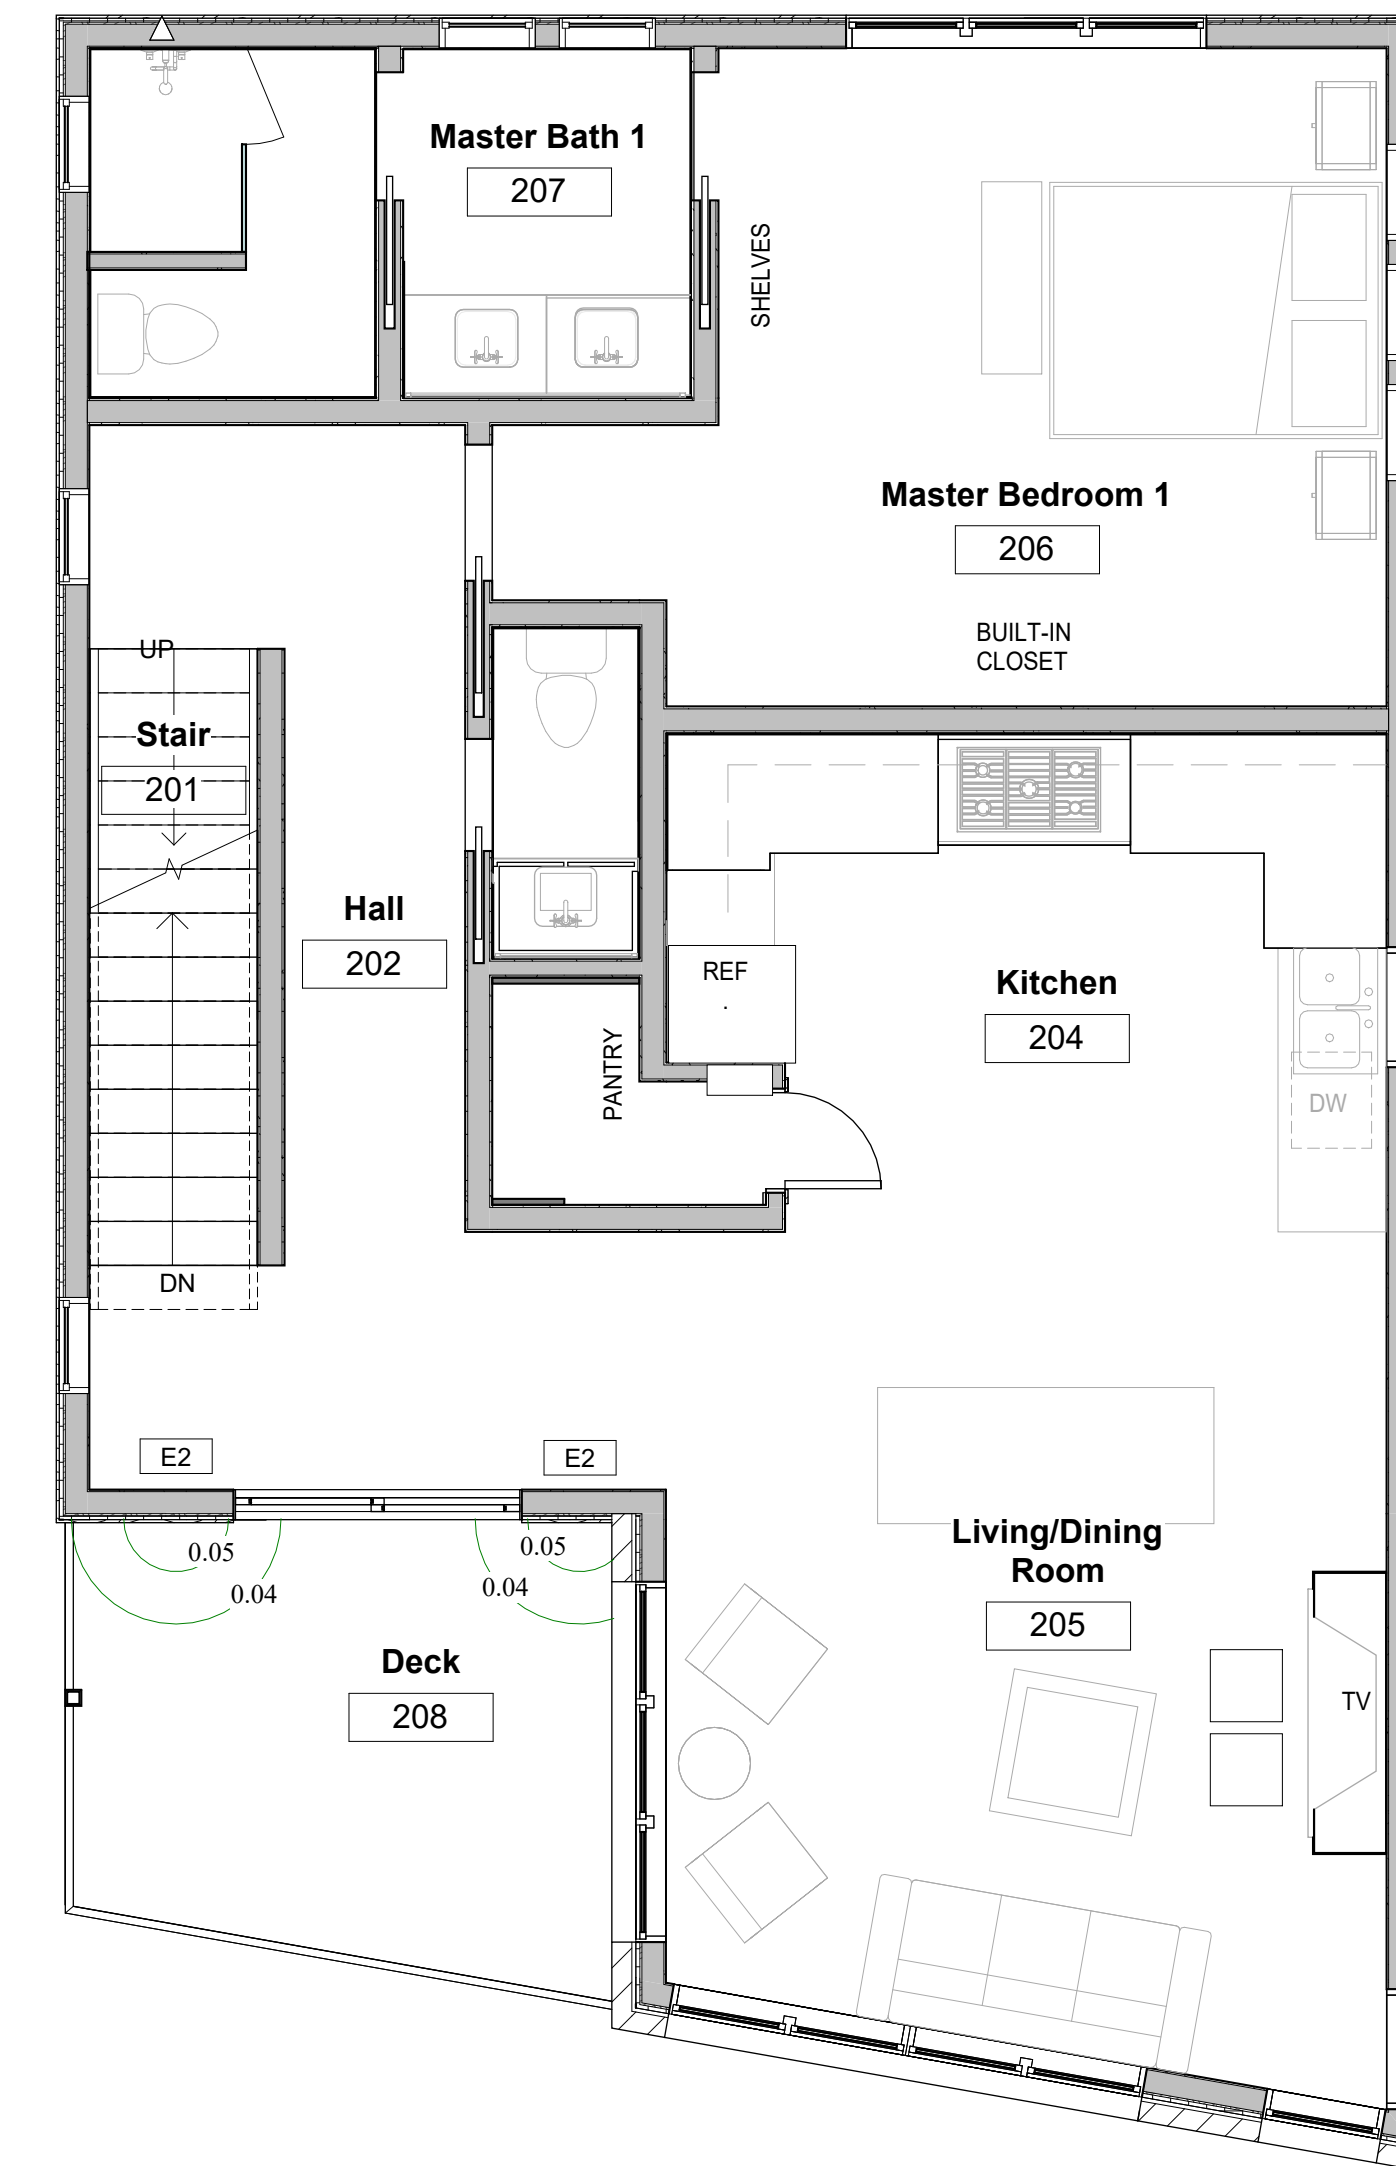 Master Bath 1
207
SHELVES
Master Bedroom 1
206
BUILT-IN
CLOSET
UP
Stair
201
Hall
202
REF
.
Kitchen
204
PANTRY
DW
DN
E2
E2
Living/Dining
Room
205
0.05
0.04
0.05
0.04
Deck
208
TV